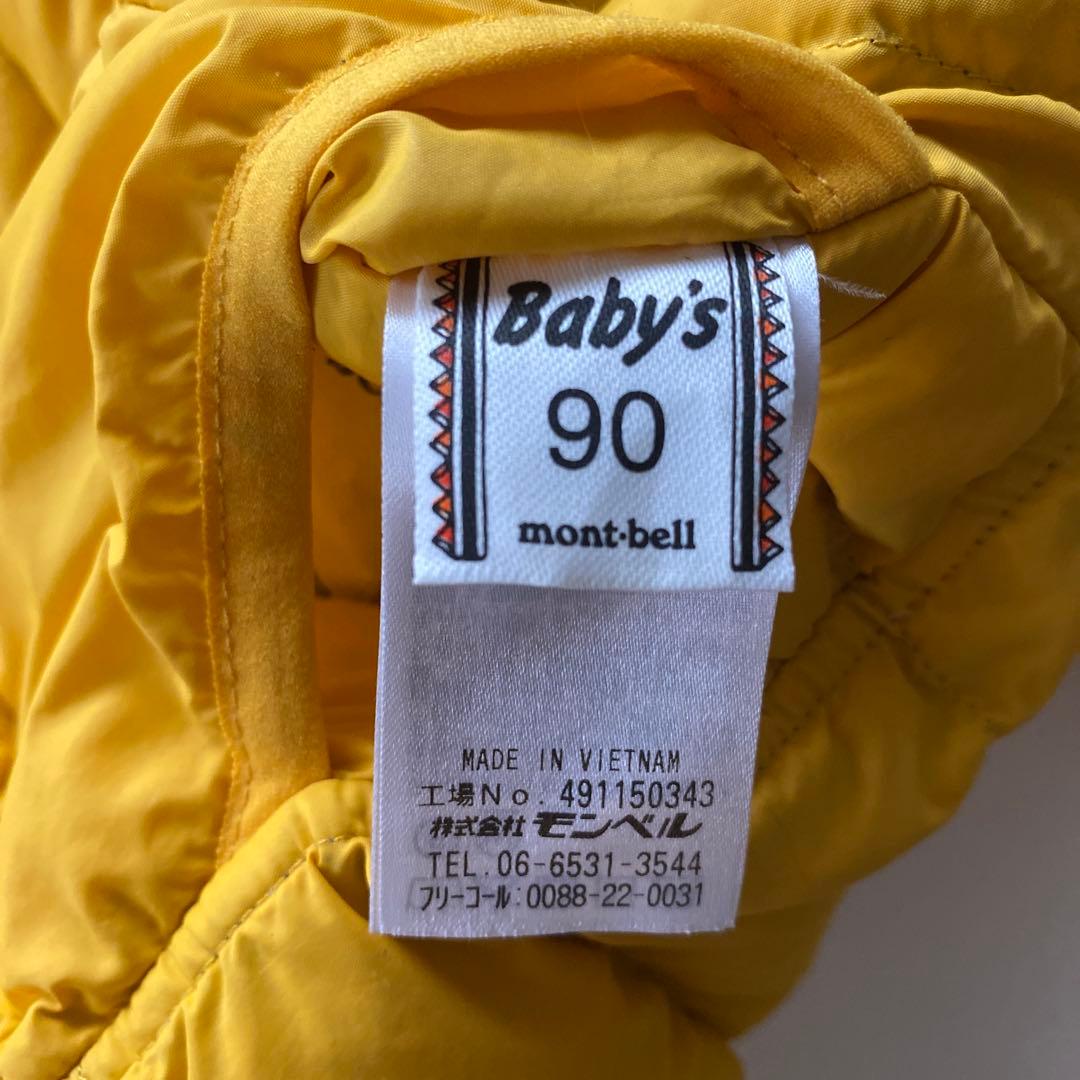 Baby's
90
mont-bell
MADE IN VIETNAM
工場No. 491150343
株式会社 モンベル
TEL. 06-6531-3544
フリーコール:0088-22-0031